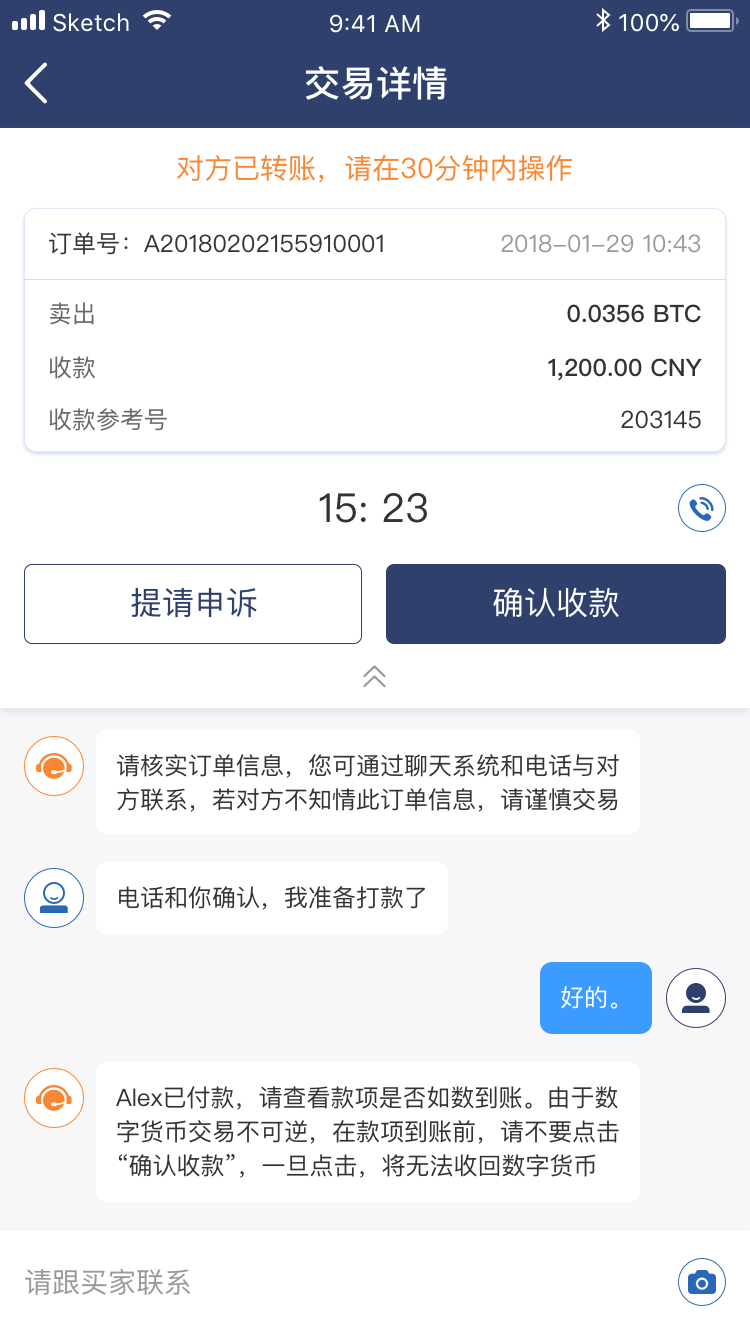 Sketch 9:41 AM 100%
交易详情
对方已转账，请在30分钟内操作
订单号：A20180202155910001 2018-01-29 10:43
卖出 0.0356 BTC
收款 1,200.00 CNY
收款参考号 203145
15: 23
提请申诉 确认收款
请核实订单信息，您可通过聊天系统和电话与对
方联系，若对方不知情此订单信息，请谨慎交易
电话和你确认，我准备打款了
好的。
Alex已付款，请查看款项是否如数到账。由于数
字货币交易不可逆，在款项到账前，请不要点击
“确认收款”，一旦点击，将无法收回数字货币
请跟买家联系